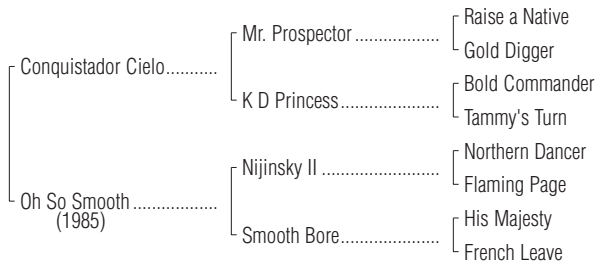 Raise a Native
Mr. Prospector ..................
Gold Digger
Conquistador Cielo...........
Bold Commander
K D Princess.....................
Tammy's Turn
Northern Dancer
Nijinsky II .........................
Flaming Page
Oh So Smooth ..................
(1985)
His Majesty
Smooth Bore.....................
French Leave